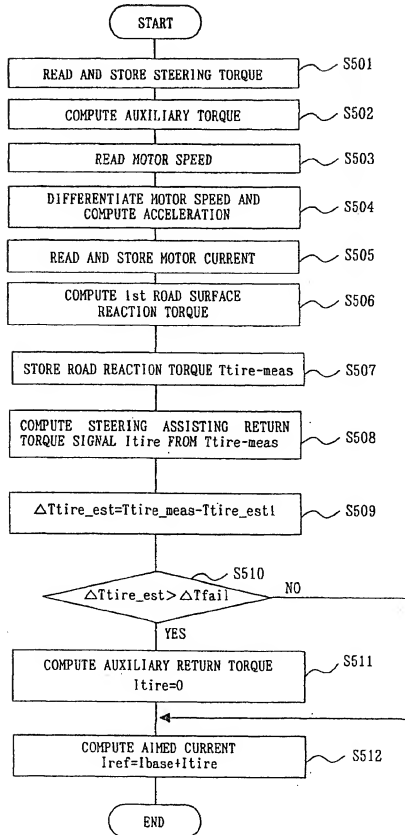 START
READ AND STORE STEERING TORQUE
S501
COMPUTE AUXILIARY TORQUE
S502
READ MOTOR SPEED
S503
DIFFERENTIATE MOTOR SPEED AND
COMPUTE ACCELERATION
S504
READ AND STORE MOTOR CURRENT
S505
COMPUTE 1st ROAD SURFACE
REACTION TORQUE
S506
STORE ROAD REACTION TORQUE Ttire-meas
S507
COMPUTE STEERING ASSISTING RETURN
TORQUE SIGNAL Itire FROM Ttire-meas
S508
△Ttire_est=Ttire_meas-Ttire_est1
S509
S510
△Ttire_est>△Tfail
NO
YES
COMPUTE AUXILIARY RETURN TORQUE
Itire=0
S511
COMPUTE AIMED CURRENT
Iref=Ibase+Itire
S512
END